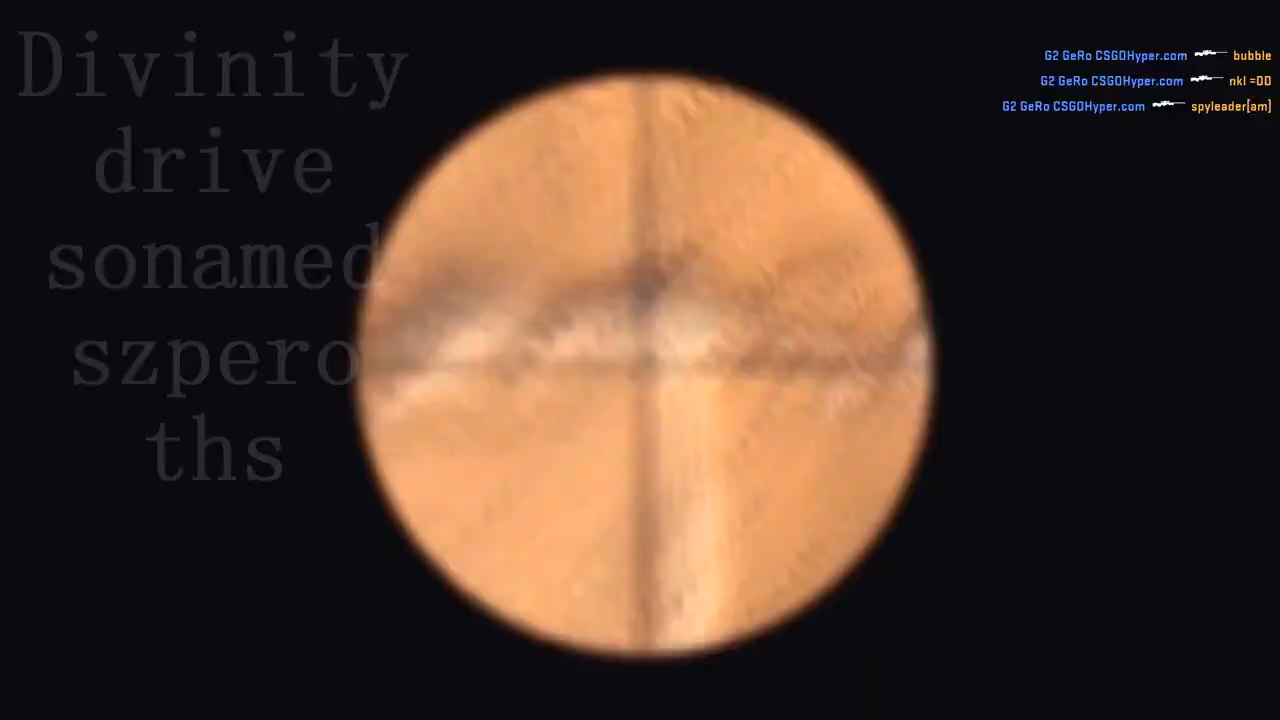 Divinity
drive
sonamed
szpero
ths
G2 GeRo CSGOHyper.com bubble
G2 GeRo CSGOHyper.com nkl =DD
G2 GeRo CSGOHyper.com spyleader[am]